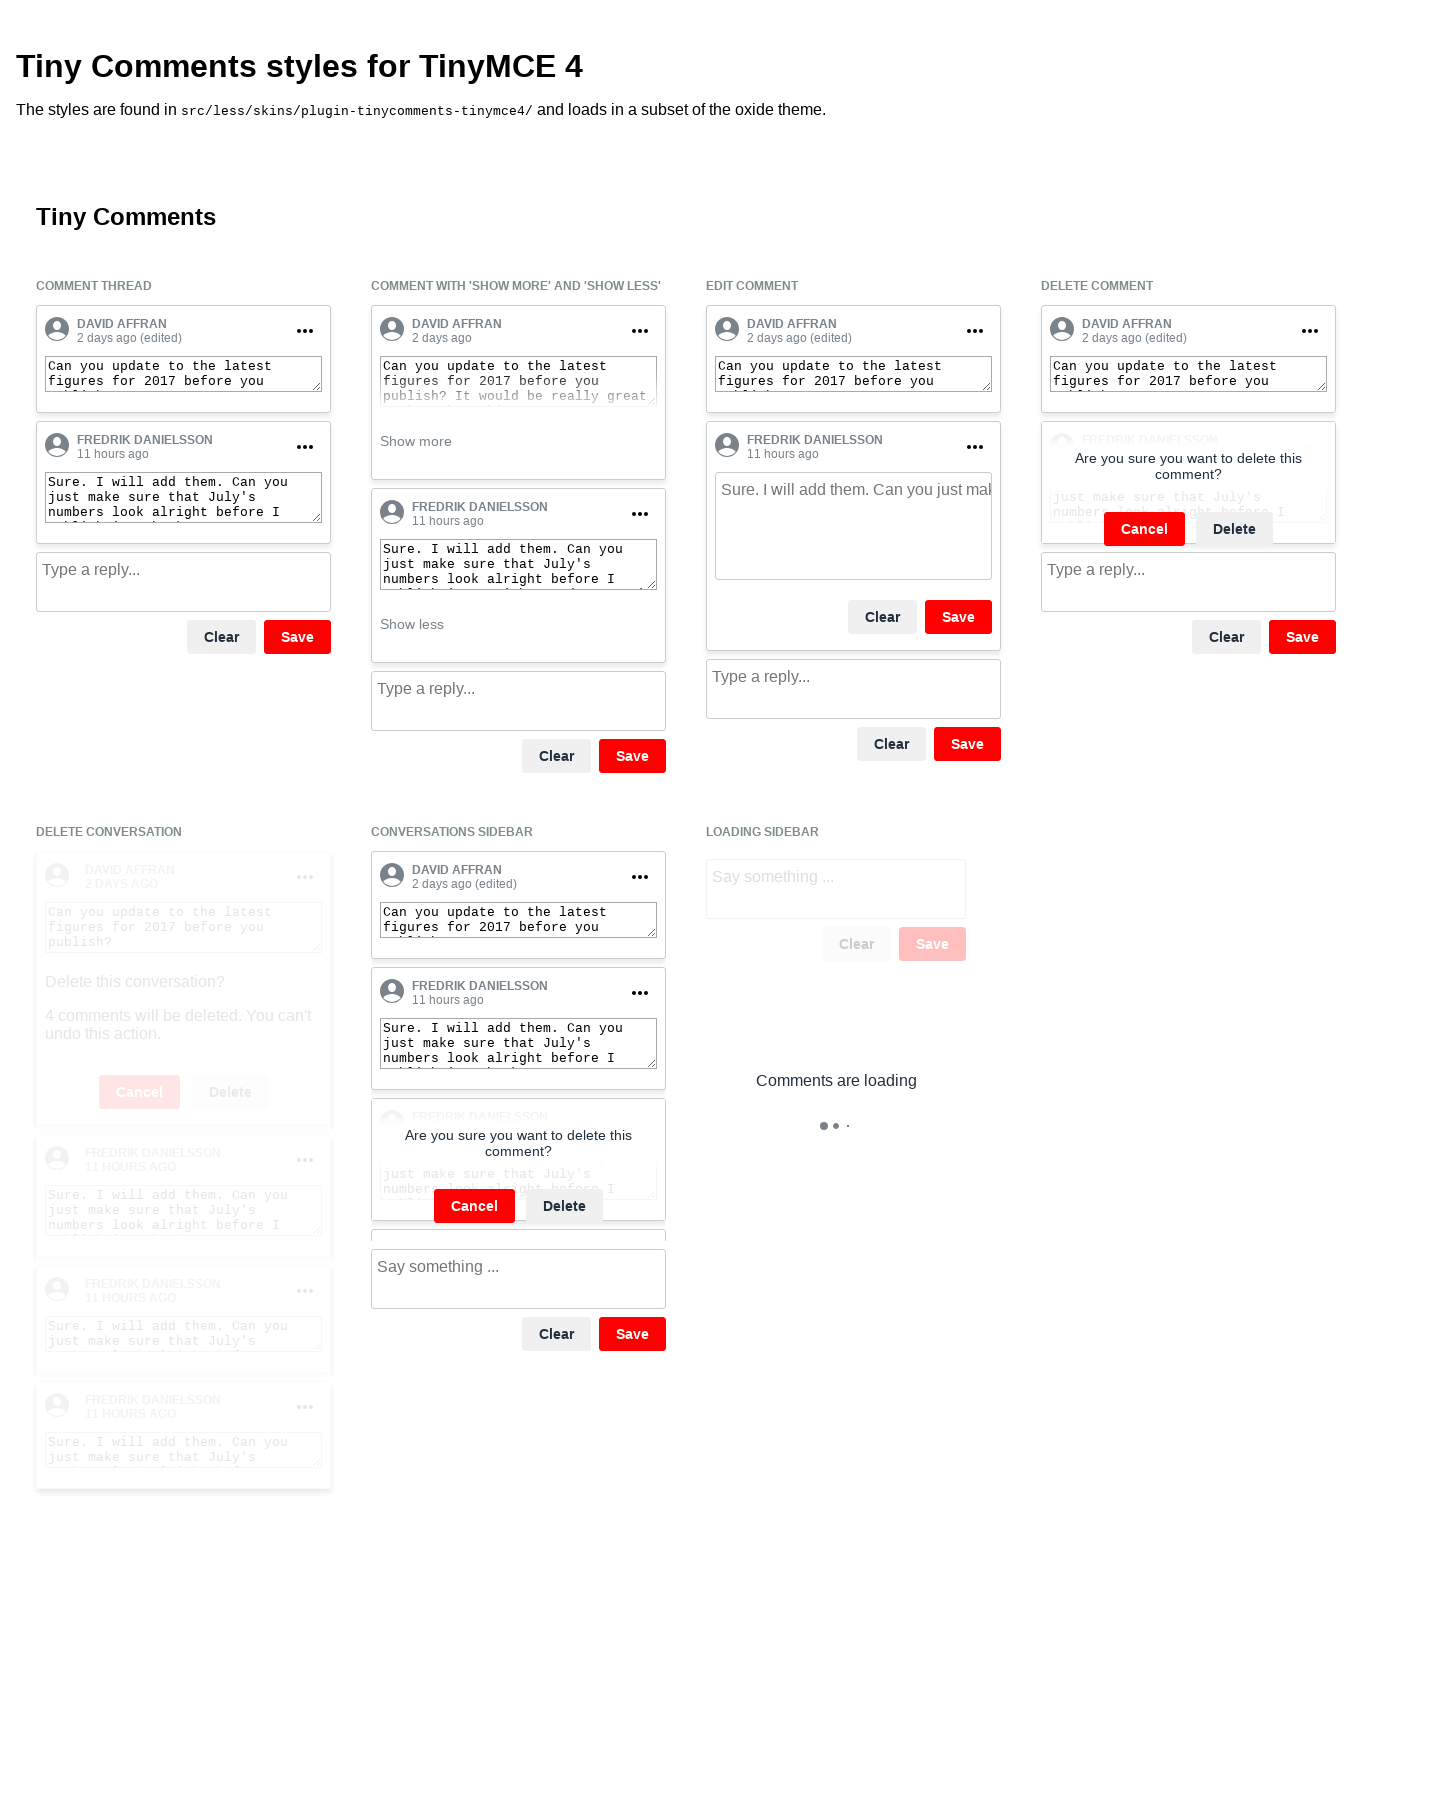 Tiny Comments styles for TinyMCE 4
The styles are found in src/less/skins/plugin-tinycomments-tinymce4/ and loads in a subset of the oxide theme.
Tiny Comments
COMMENT THREAD
DAVID AFFRAN
2 days ago (edited)
Can you update to the latest
figures for 2017 before you
FREDRIK DANIELSSON
11 hours ago
Sure. I will add them. Can you
just make sure that July's
numbers look alright before I
Type a reply...
Clear Save
COMMENT WITH 'SHOW MORE' AND 'SHOW LESS'
DAVID AFFRAN
2 days ago
Can you update to the latest
figures for 2017 before you
publish? It would be really great
Show more
FREDRIK DANIELSSON
11 hours ago
Sure. I will add them. Can you
just make sure that July's
numbers look alright before I
Show less
Type a reply...
Clear Save
EDIT COMMENT
DAVID AFFRAN
2 days ago (edited)
Can you update to the latest
figures for 2017 before you
FREDRIK DANIELSSON
11 hours ago
Sure. I will add them. Can you just mak
Clear Save
Type a reply...
Clear Save
DELETE COMMENT
DAVID AFFRAN
2 days ago (edited)
Can you update to the latest
figures for 2017 before you
FREDRIK DANIELSSON
Are you sure you want to delete this
comment?
just make sure that July's
numbers look alright before I
Cancel Delete
Type a reply...
Clear Save
DELETE CONVERSATION
DAVID AFFRAN
2 DAYS AGO
Can you update to the latest
figures for 2017 before you
publish?
Delete this conversation?
4 comments will be deleted. You can't
undo this action.
Cancel Delete
FREDRIK DANIELSSON
11 HOURS AGO
Sure. I will add them. Can you
just make sure that July's
numbers look alright before I
FREDRIK DANIELSSON
11 HOURS AGO
Sure. I will add them. Can you
just make sure that July's
FREDRIK DANIELSSON
11 HOURS AGO
Sure. I will add them. Can you
just make sure that July's
CONVERSATIONS SIDEBAR
DAVID AFFRAN
2 days ago (edited)
Can you update to the latest
figures for 2017 before you
FREDRIK DANIELSSON
11 hours ago
Sure. I will add them. Can you
just make sure that July's
numbers look alright before I
FREDRIK DANIELSSON
Are you sure you want to delete this
comment?
just make sure that July's
numbers look alright before I
Cancel Delete
Say something ...
Clear Save
LOADING SIDEBAR
Say something ...
Clear Save
Comments are loading